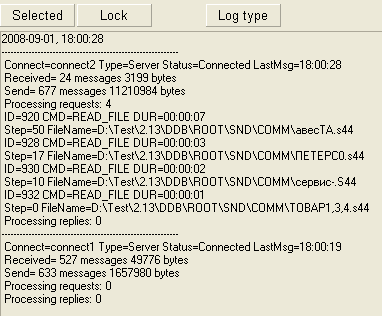 Selected Lock Log type
2008-09-01, 18:00:28
------------------------------------------------------------
Connect=connect2 Type=Server Status=Connected LastMsg=18:00:28
Received= 24 messages 3199 bytes
Send= 677 messages 11210984 bytes
Processing requests: 4
ID=920 CMD=READ_FILE DUR=00:00:07
Step=50 FileName=D:\Test\2.13\DDB\ROOT\SND\COMM\авесТА.s44
ID=928 CMD=READ_FILE DUR=00:00:03
Step=17 FileName=D:\Test\2.13\DDB\ROOT\SND\COMM\ПЕТЕРС0.s44
ID=930 CMD=READ_FILE DUR=00:00:02
Step=10 FileName=D:\Test\2.13\DDB\ROOT\SND\COMM\сервис-.S44
ID=932 CMD=READ_FILE DUR=00:00:01
Step=0 FileName=D:\Test\2.13\DDB\ROOT\SND\COMM\ТОВАР1,3,4.s44
Processing replies: 0
------------------------------------------------------------
Connect=connect1 Type=Server Status=Connected LastMsg=18:00:19
Received= 527 messages 49776 bytes
Send= 633 messages 1657980 bytes
Processing requests: 0
Processing replies: 0